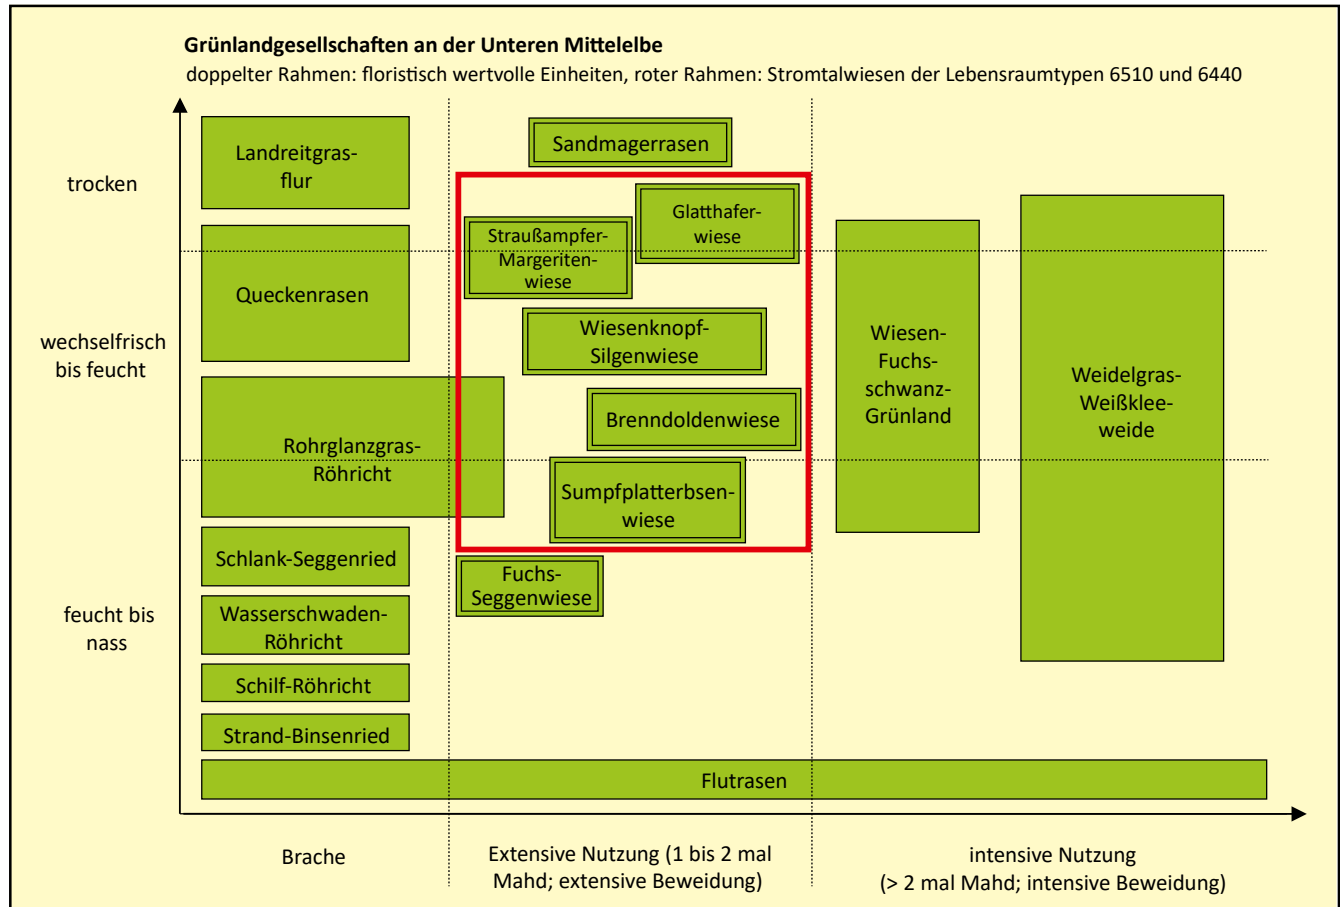 Grünlandgesellschaften an der Unteren Mittelelbe
doppelter Rahmen: floristisch wertvolle Einheiten, roter Rahmen: Stromtalwiesen der Lebensraumtypen 6510 und 6440
trocken
wechselfrisch
bis feucht
feucht bis
nass
Landreitgras-
flur
Queckenrasen
Rohrglanzgras-
Röhricht
Schlank-Seggenried
Wasserschwaden-
Röhricht
Schilf-Röhricht
Strand-Binsenried
Sandmagerrasen
Glatthafer-
wiese
Straußampfer-
Margeriten-
wiese
Wiesenknopf-
Silgenwiese
Brenndoldenwiese
Sumpfplatterbsen-
wiese
Fuchs-
Seggenwiese
Wiesen-
Fuchs-
schwanz-
Grünland
Weidelgras-
Weißklee-
weide
Flutrasen
Brache
Extensive Nutzung (1 bis 2 mal
Mahd; extensive Beweidung)
intensive Nutzung
(> 2 mal Mahd; intensive Beweidung)